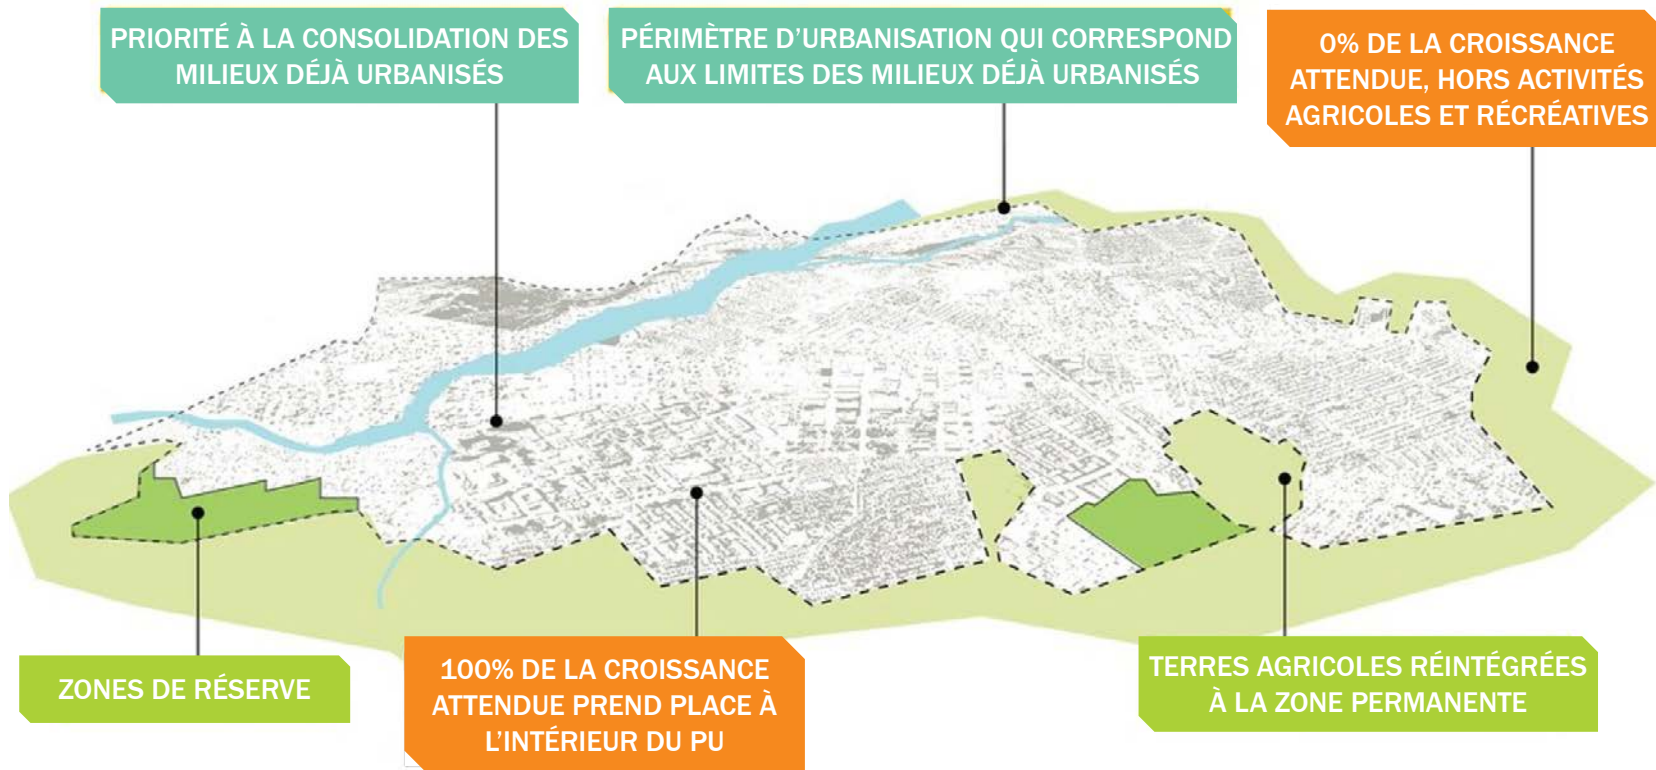 PRIORITÉ À LA CONSOLIDATION DES
MILIEUX DÉJÀ URBANISÉS
PÉRIMÈTRE D'URBANISATION QUI CORRESPOND
AUX LIMITES DES MILIEUX DÉJÀ URBANISÉS
0% DE LA CROISSANCE
ATTENDUE, HORS ACTIVITÉS
AGRICOLES ET RÉCRÉATIVES
ZONES DE RÉSERVE
100% DE LA CROISSANCE
ATTENDUE PREND PLACE À
L'INTÉRIEUR DU PU
TERRES AGRICOLES RÉINTÉGRÉES
À LA ZONE PERMANENTE